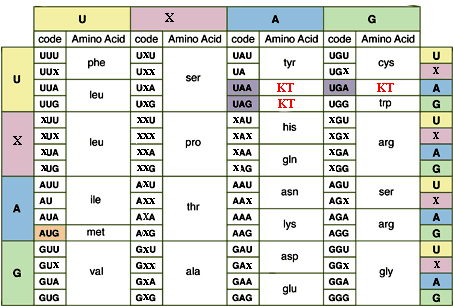 U X A G
code Amino Acid code Amino Acid code Amino Acid code Amino Acid
U UUU phe UXU ser UAU tyr UGU cys U
UUX UXX UA UGX X
UUA leu UXA UAA KT UGA KT A
UUG UXG UAG KT UGG trp G
X XUU leu XXU pro XAU his XGU arg U
XUX XXX XAX XGX X
XUA XXA XAA gln XGA A
XUG XXG XAG XGG G
A AUU ile AXU thr AAU asn AGU ser U
AU AXX AAX AGX X
AUA AXA AAA lys AGA arg A
AUG met AXG AAG AGG G
G GUU val GXU ala GAU asp GGU gly U
GUX GXX GAX GGX X
GUA GXA GAA glu GGA A
GUG GXG GAG GGG G